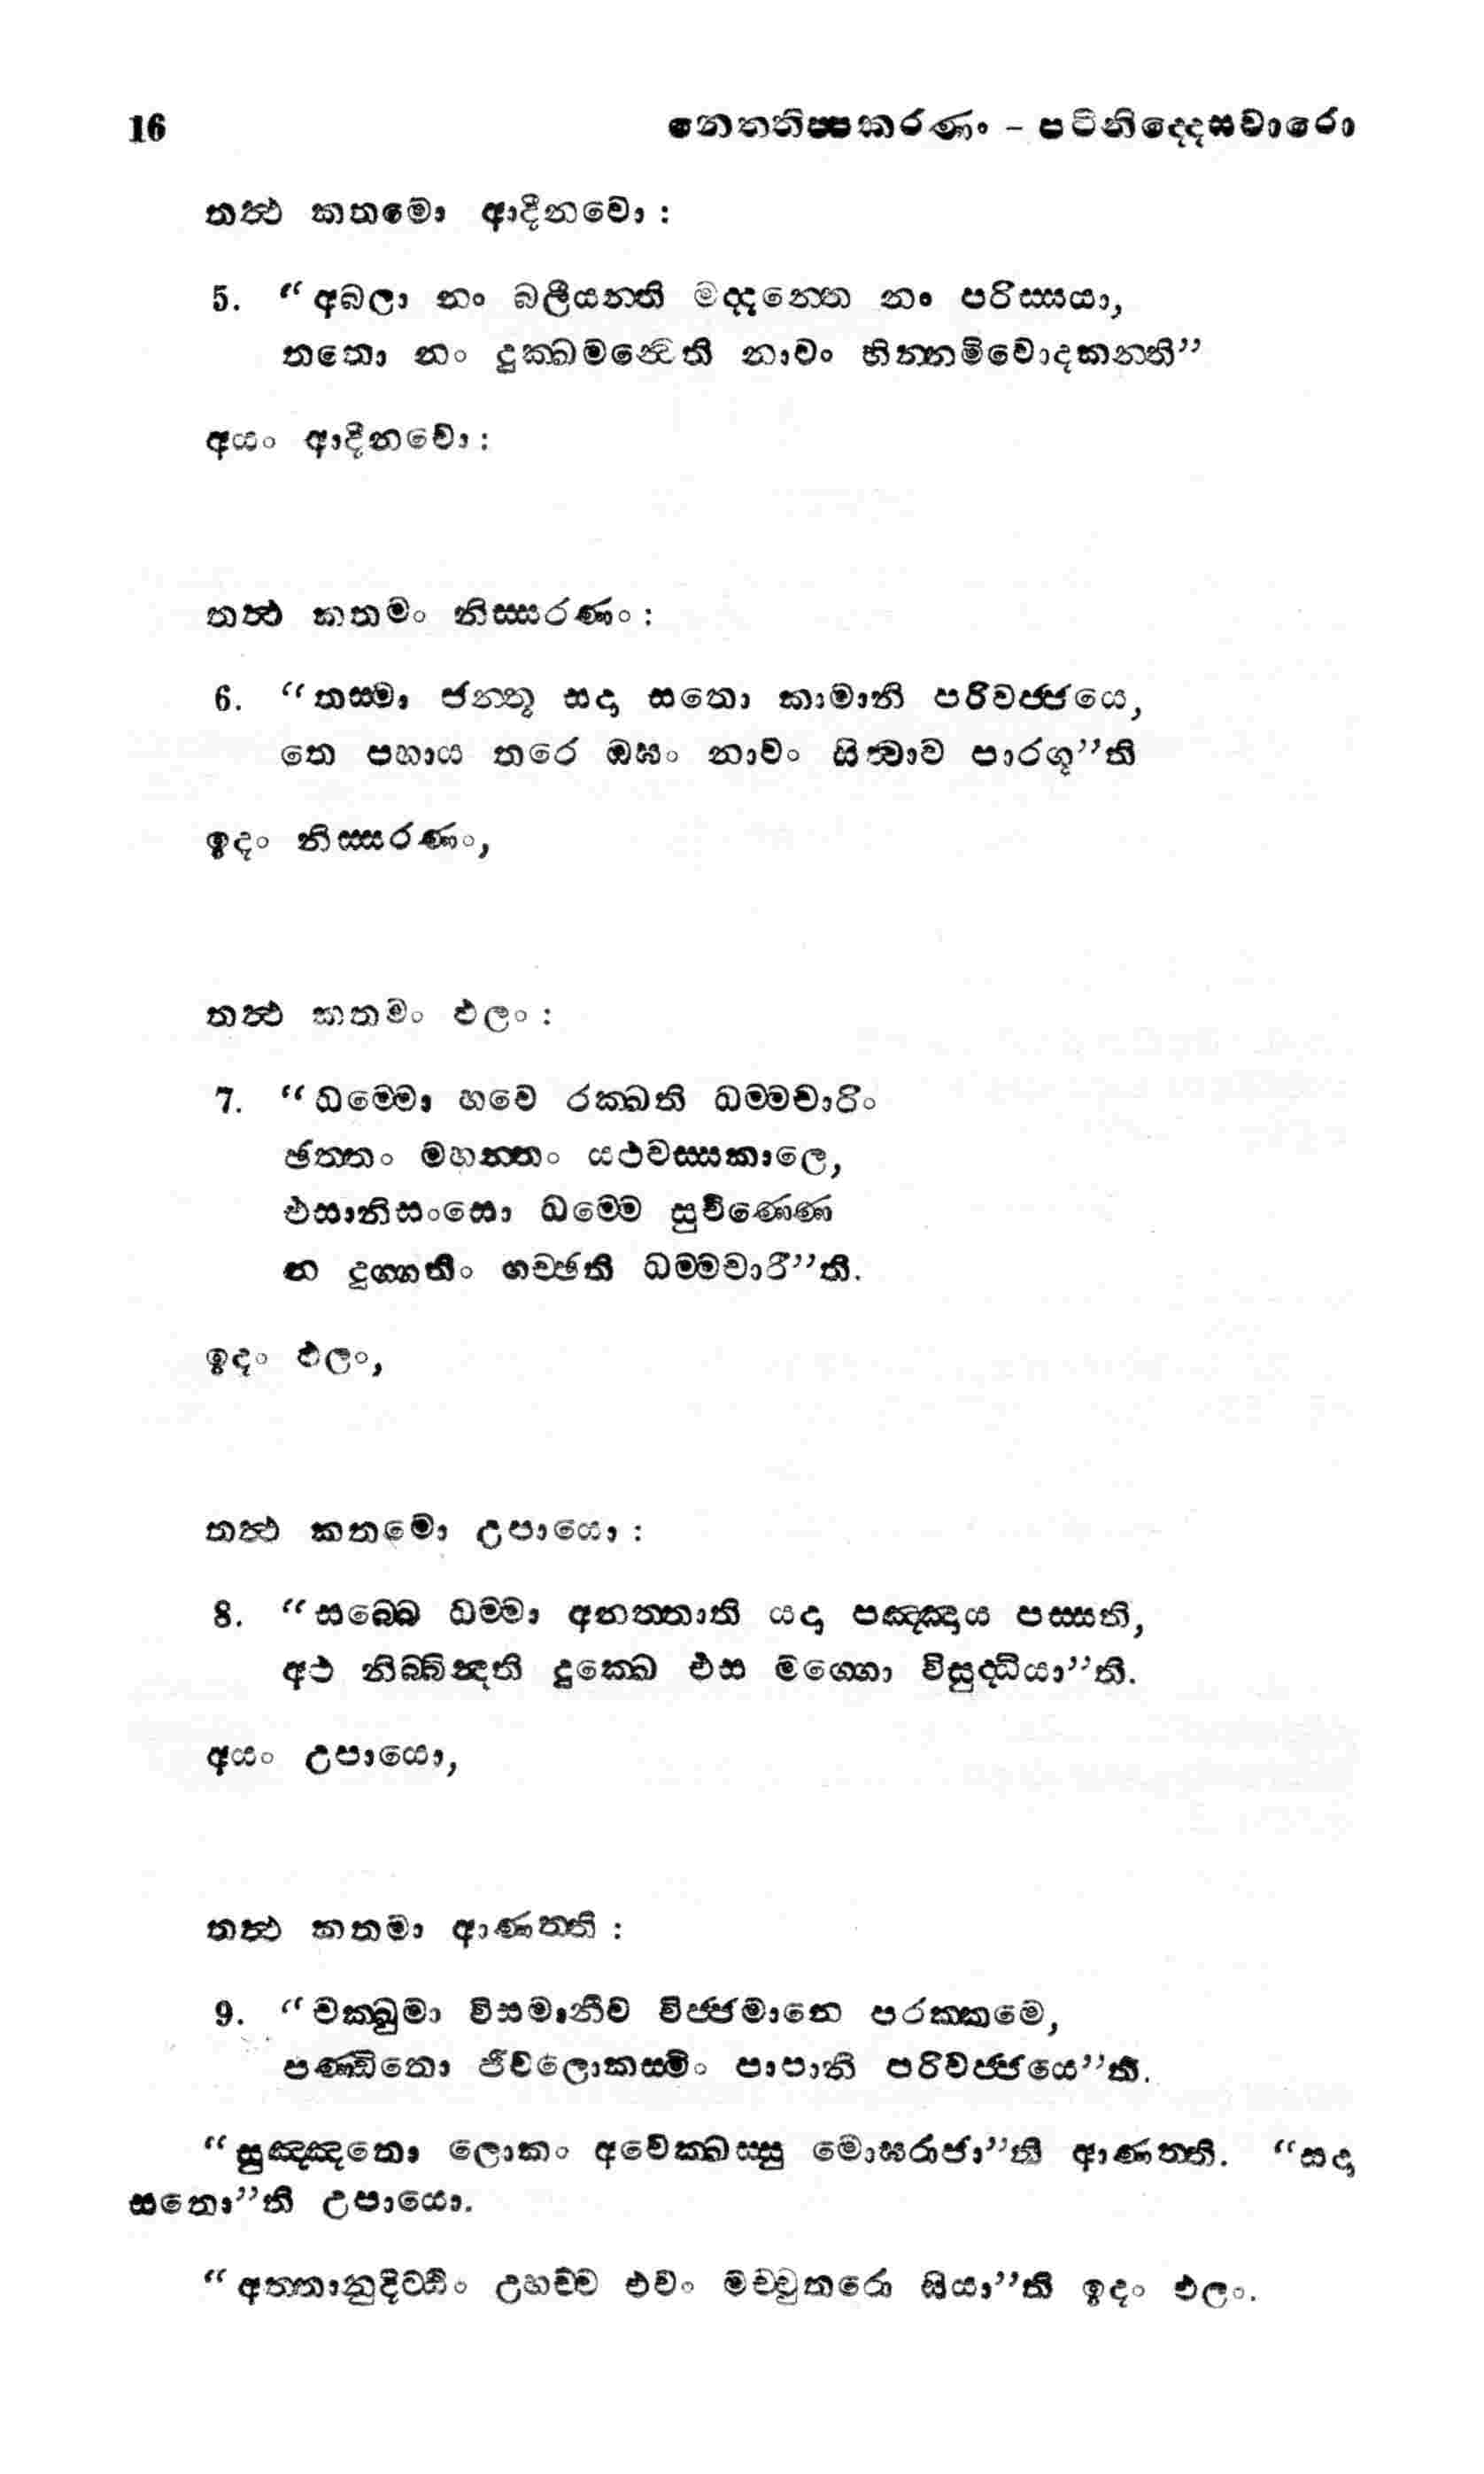 16 නෙත්තිප්පකරණං - පටිනිද්දෙසවාරො
තත්ථ කතමො ආදීනවො :
5. “අබලා නං බලීයන්ති මද්දන්තෙ නං පරිස්සයා,
තතො නං දුක්ඛමන්වෙති නාවං භින්නමිවොදකන්ති”
අයං ආදීනවො :
තත්ථ කතමං නිස්සරණං :
6. “තස්මා ජන්තූ සදා සතො කාමානි පරිවජ්ජයෙ,
තෙ පහාය තරෙ ඔඝං නාවං සිත්වාව පාරගූ”ති
ඉදං නිස්සරණං,
තත්ථ කතමං ඵලං :
7. “ධම්මො හවෙ රක්ඛති ධම්මචාරිං
ඡත්තං මහන්තං යථවස්සකාලෙ,
එසානිසංසො ධම්මෙ සුචිණ්ණෙ
න දුග්ගතිං ගච්ඡති ධම්මචාරී”ති.
ඉදං ඵලං,
තත්ථ කතමො උපායො :
8. “සබ්බෙ ධම්මා අනත්තාති යදා පඤ්ඤාය පස්සති,
අථ නිබ්බින්දති දුක්ඛෙ එස මග්ගො විසුද්ධියා”ති.
අයං උපායො,
තත්ථ කතමා ආණත්ති :
9. “චක්ඛුමා විසමානීව විජ්ජමානෙ පරක්කමෙ,
පණ්ඩිතො ජීවලොකස්මිං පාපානි පරිවජ්ජයෙ”ති.
“සුඤ්ඤතො ලොකං අවෙක්ඛස්සු මොඝරාජා”ති ආණත්ති. “සදා
සතො”ති උපායො.
“අත්තානුදිට්ඨිං උහච්ච එවං මච්චුතරො සියා”ති ඉදං ඵලං.